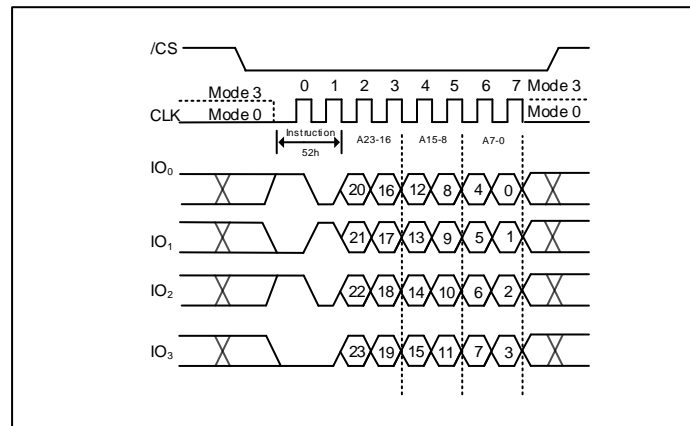 /CS
0 1 2 3 4 5 6 7
Mode 3 Mode 3
CLK Mode 0 Mode 0
Instruction A23-16 A15-8 A7-0
52h
IO0 20 16 12 8 4 0
IO1 21 17 13 9 5 1
IO2 22 18 14 10 6 2
IO3 23 19 15 11 7 3